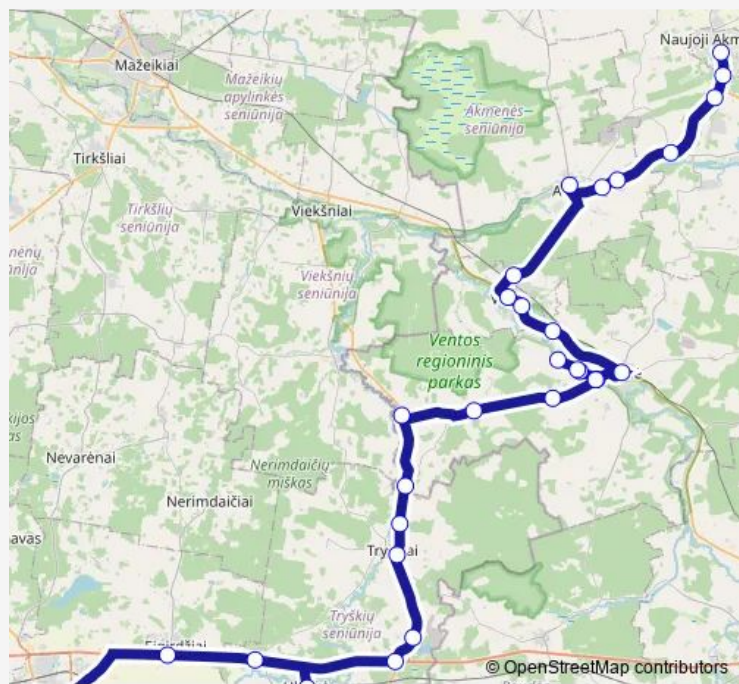 Naujoji Akm
Mažeikiai
Mažeikių
apylinkės
seniūnija
Akmenės
seniūnija
Tirkšliai
A
Viekšniai
Tirkšlių
seniūnija
Viekšnių
seniūnija
Ventos
regioninis
parkas
Nevarėnai
Nerimdaičių
miškas
Nerimdaičiai
Tryškių
seniūnija
© OpenStreetMap contributors